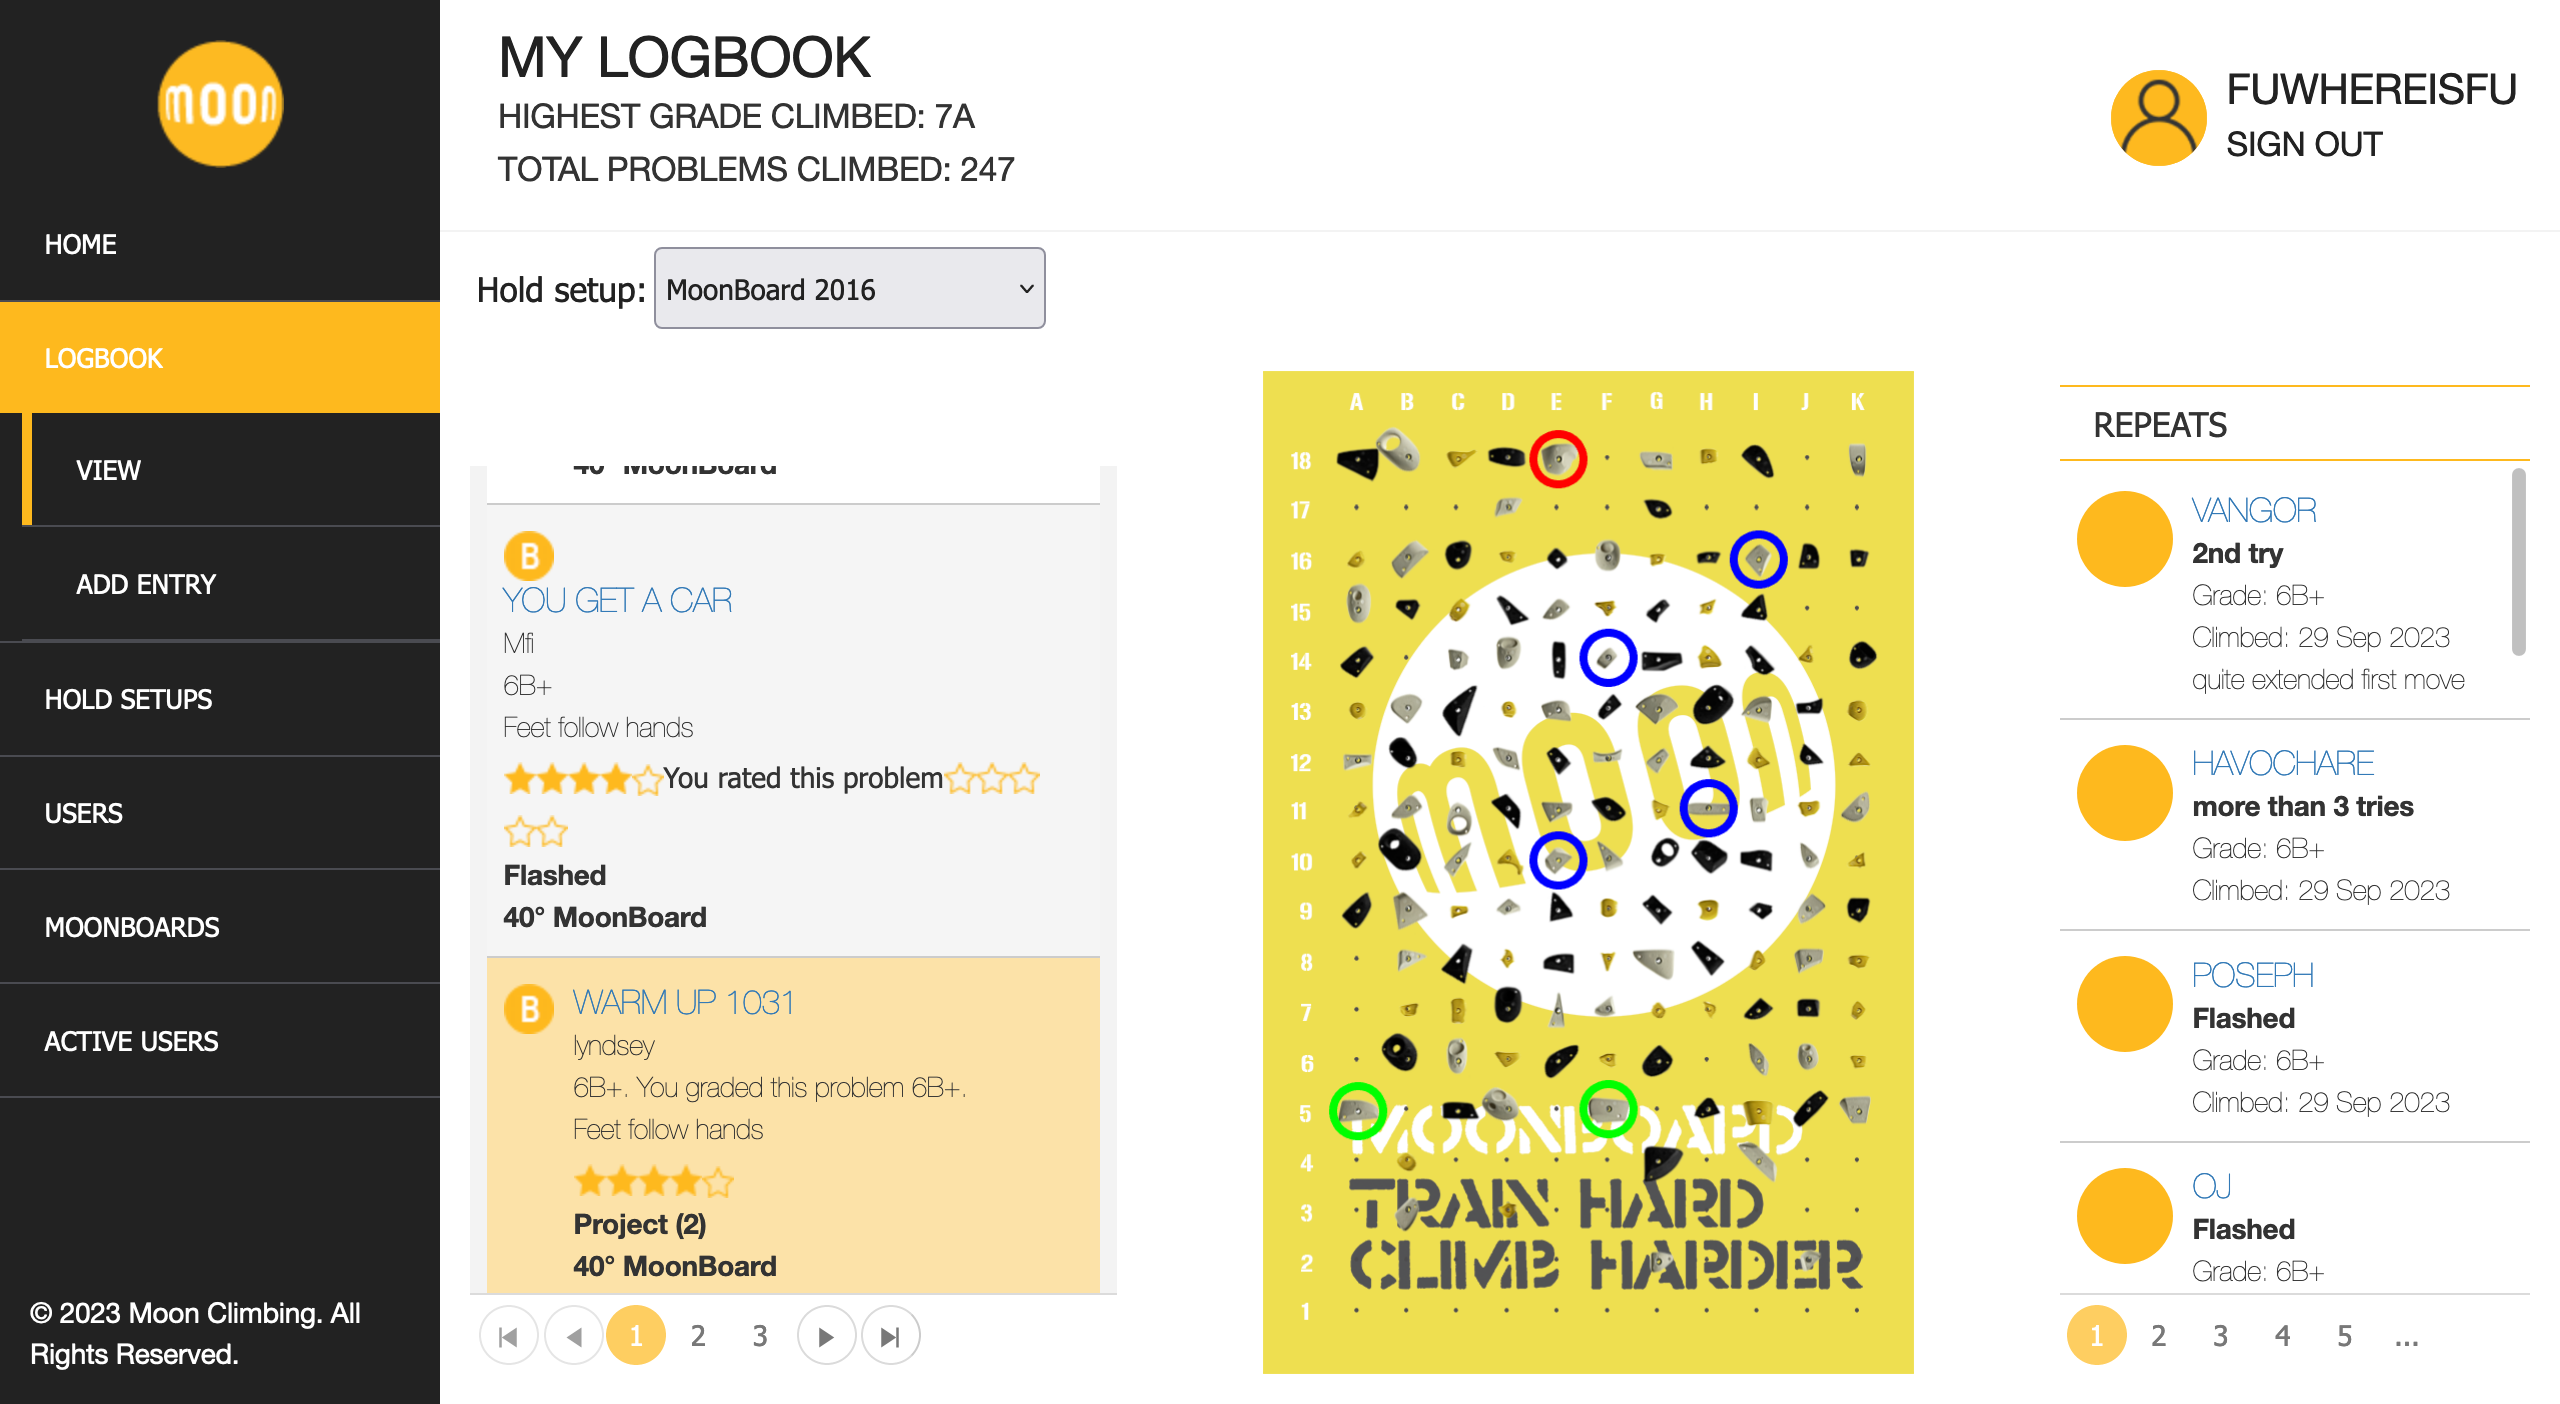 moon
HOME
LOGBOOK
VIEW
ADD ENTRY
HOLD SETUPS
USERS
MOONBOARDS
ACTIVE USERS
© 2023 Moon Climbing. All
Rights Reserved.
MY LOGBOOK
HIGHEST GRADE CLIMBED: 7A
TOTAL PROBLEMS CLIMBED: 247
FUWHEREISFU
SIGN OUT
Hold setup: MoonBoard 2016
40° MoonBoard
B
YOU GET A CAR
Mfi
6B+
Feet follow hands
You rated this problem
Flashed
40° MoonBoard
B
WARM UP 1031
lyndsey
6B+. You graded this problem 6B+.
Feet follow hands
Project (2)
40° MoonBoard
1 2 3
A B C D E F G H I J K
18
17
16
15
14
13
12
11
10
9
8
7
6
5
4
3
2
1
moon
MOONBOARD
TRAIN HARD
CLIMB HARDER
REPEATS
VANGOR
2nd try
Grade: 6B+
Climbed: 29 Sep 2023
quite extended first move
HAVOCHARE
more than 3 tries
Grade: 6B+
Climbed: 29 Sep 2023
POSEPH
Flashed
Grade: 6B+
Climbed: 29 Sep 2023
OJ
Flashed
Grade: 6B+
1 2 3 4 5 ...